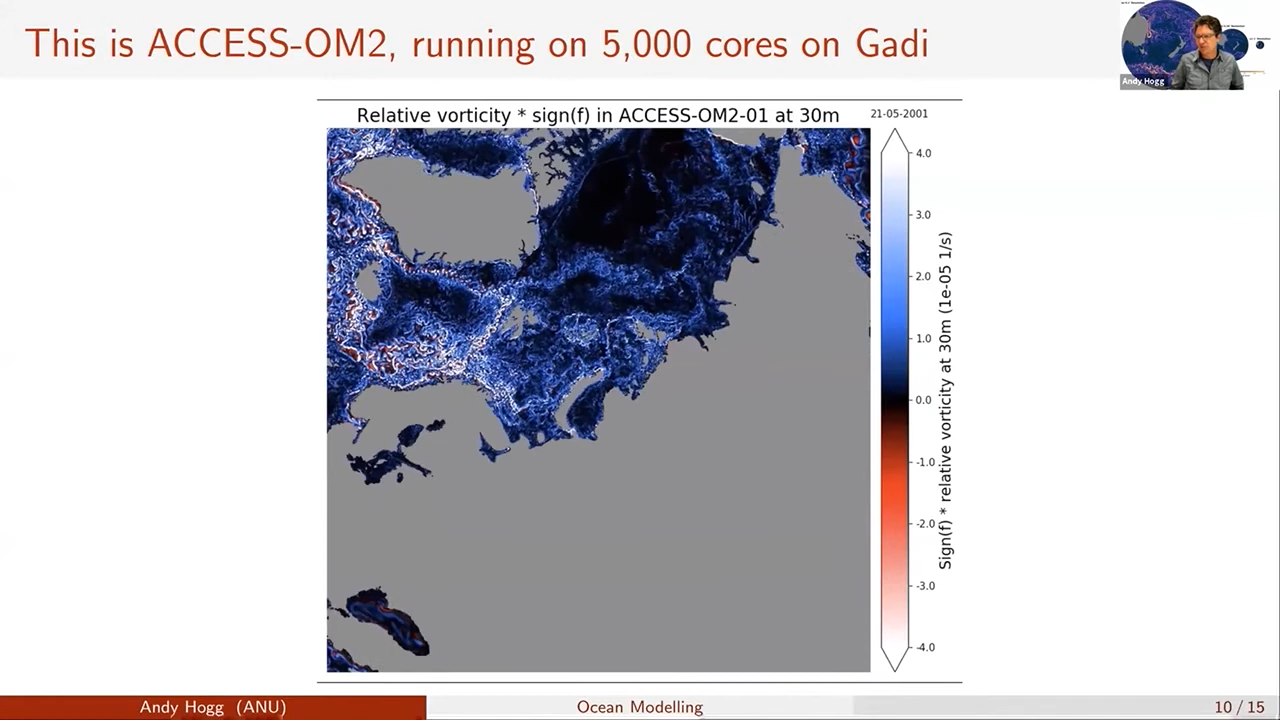 This is ACCESS-OM2, running on 5,000 cores on Gadi
Andy Hogg
Relative vorticity * sign(f) in ACCESS-OM2-01 at 30m
21-05-2001
4.0
3.0
2.0
1.0
0.0
-1.0
-2.0
-3.0
-4.0
Sign(f) * relative vorticity at 30m (1e-05 1/s)
Andy Hogg (ANU)
Ocean Modelling
10 / 15